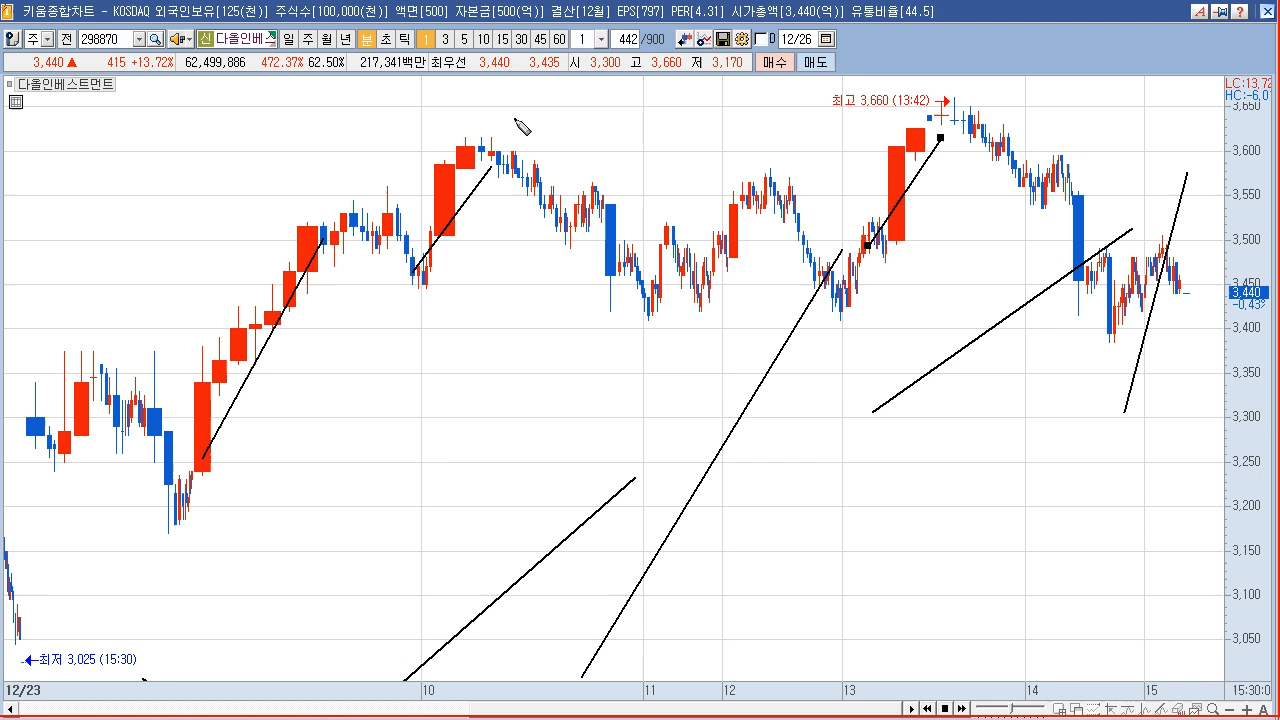 키움종합차트 - KOSDAQ 외국인보유[125(천)] 주식수[100,000(천)] 액면[500] 자본금[500(억)] 결산[12월] EPS[797] PER[4.31] 시가총액[3,440(억)] 유통비율[44.5]
주 전 298870 신 다올인베 일 주 월 년 분 초 틱 1 3 5 10 15 30 45 60 1 442 /900 D 12/26
3,440 ▲ 415 +13.72% 62,499,886 472.37% 62.50% 217,341백만 최우선 3,440 3,435 시 3,300 고 3,660 저 3,170 매수 매도
다올인베스트먼트
LC:13,72
HC:-6,01
최고 3,660 (13:42)
3,650
3,600
3,550
3,500
3,450
3,440
-0,43%
3,400
3,350
3,300
3,250
3,200
3,150
3,100
3,050
최저 3,025 (15:30)
12/23 10 11 12 13 14 15 15:30:0
A